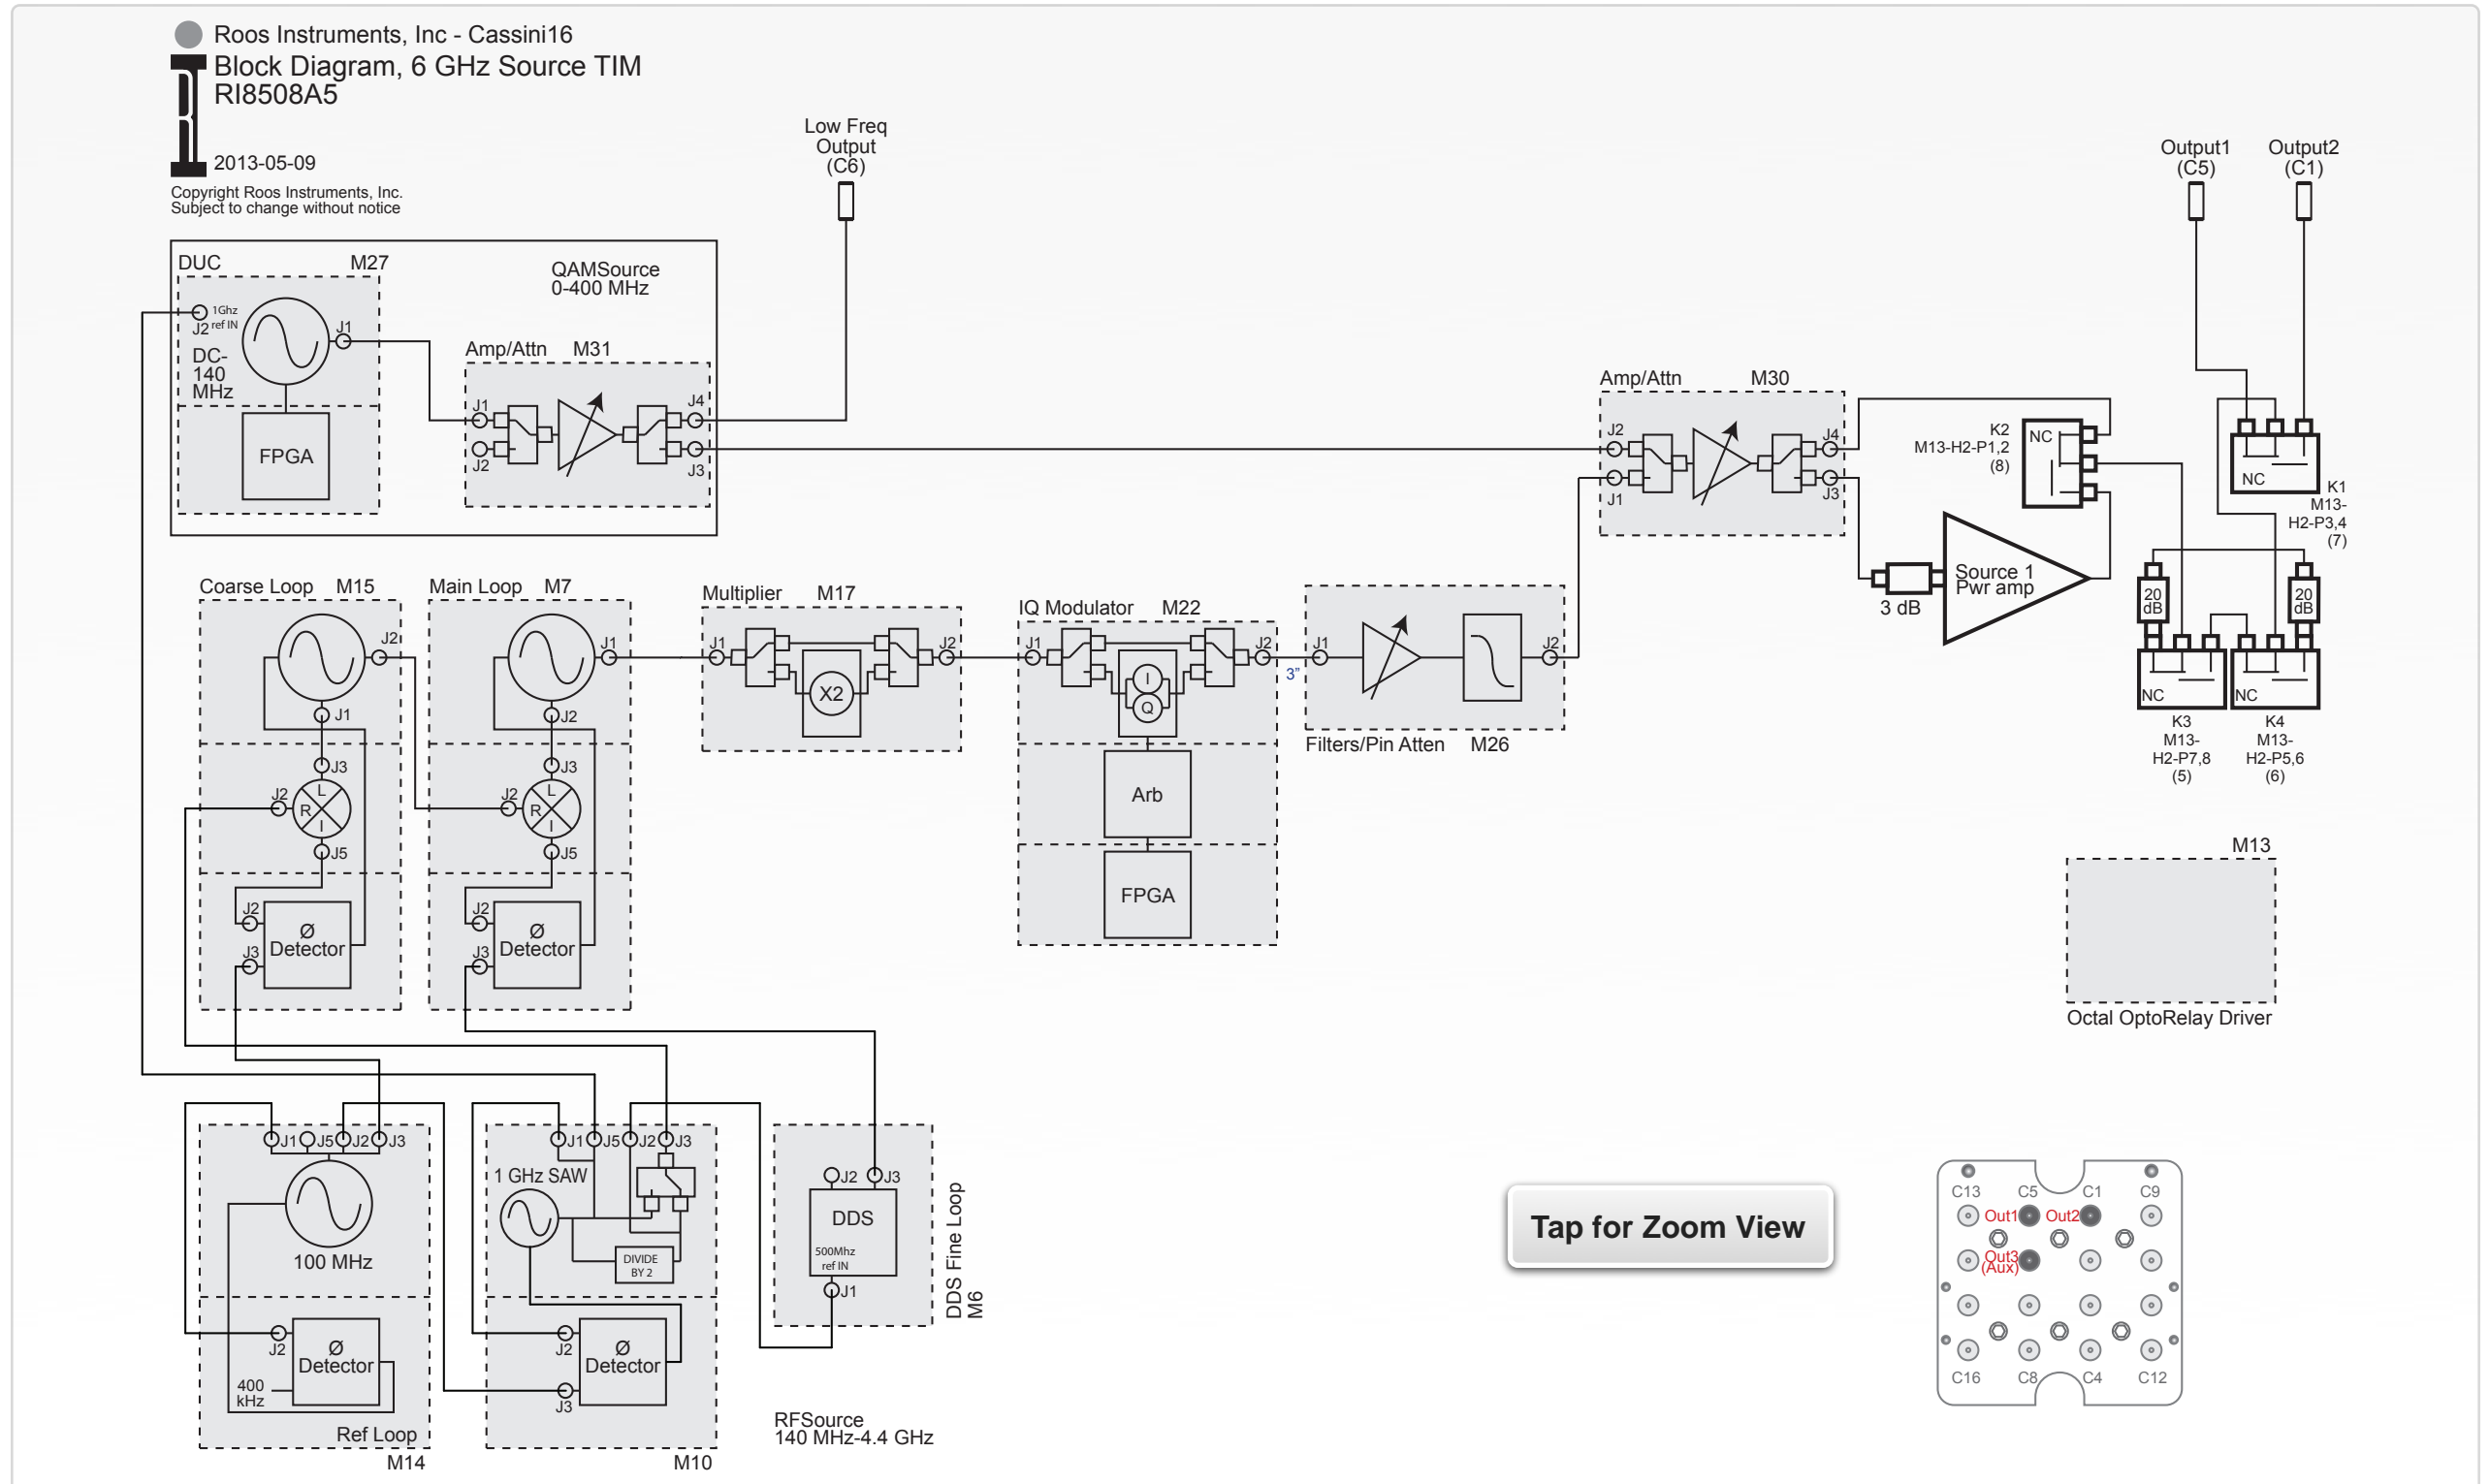 Roos Instruments, Inc - Cassini16
Block Diagram, 6 GHz Source TIM
RI8508A5
2013-05-09
Copyright Roos Instruments, Inc.
Subject to change without notice
Low Freq
Output
(C6)
Output1
(C5)
Output2
(C1)
DUC
M27
QAMSource
0-400 MHz
1Ghz
ref IN
J2
J1
DC-
140
MHz
FPGA
Amp/Attn
M31
J1
J2
J4
J3
Amp/Attn
M30
J2
J1
J4
J3
K2
M13-H2-P1,2
(8)
NC
NC
K1
M13-
H2-P3,4
(7)
3 dB
Source 1
Pwr amp
20
dB
20
dB
NC
NC
K3
M13-
H2-P7,8
(5)
K4
M13-
H2-P5,6
(6)
Coarse Loop
M15
J2
J1
J3
J2
L
R
I
J5
J2
Ø
Detector
J3
Main Loop
M7
J1
J2
J3
J2
L
R
I
J5
J2
Ø
Detector
J3
Multiplier
M17
J1
J2
X2
IQ Modulator
M22
J1
J2
I
Q
Arb
FPGA
3”
J1
J2
Filters/Pin Atten
M26
M13
Octal OptoRelay Driver
J1
J5
J2
J3
100 MHz
J2
Ø
Detector
400
kHz
Ref Loop
M14
J1
J5
J2
J3
1 GHz SAW
DIVIDE
BY 2
J2
Ø
Detector
J3
M10
J2
J3
DDS
500Mhz
ref IN
J1
DDS Fine Loop
M6
RFSource
140 MHz-4.4 GHz
Tap for Zoom View
C13
C5
C1
C9
Out1
Out2
Out3
(Aux)
C16
C8
C4
C12